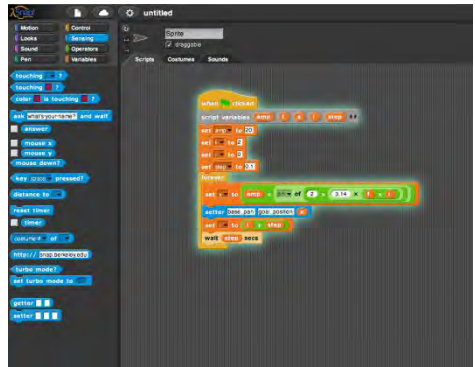 Snap!
untitled
Motion Control
Looks Sensing
Sound Operators
Pen Variables
Sprite
draggable
Scripts Costumes Sounds
touching ?
touching ?
color is touching ?
ask what's your name? and wait
answer
mouse x
mouse y
mouse down?
key space pressed?
distance to
reset timer
timer
costume# of
http:// snap.berkeley.edu
turbo mode?
set turbo mode to
getter
setter
when clicked
script variables amp f x i step
set amp to
set f to 2
set to
set step to 0.1
forever
set x to amp × sin of 2 × 3.14 × f × i
setter base_pan goal_position x
set i to i + step
wait step secs